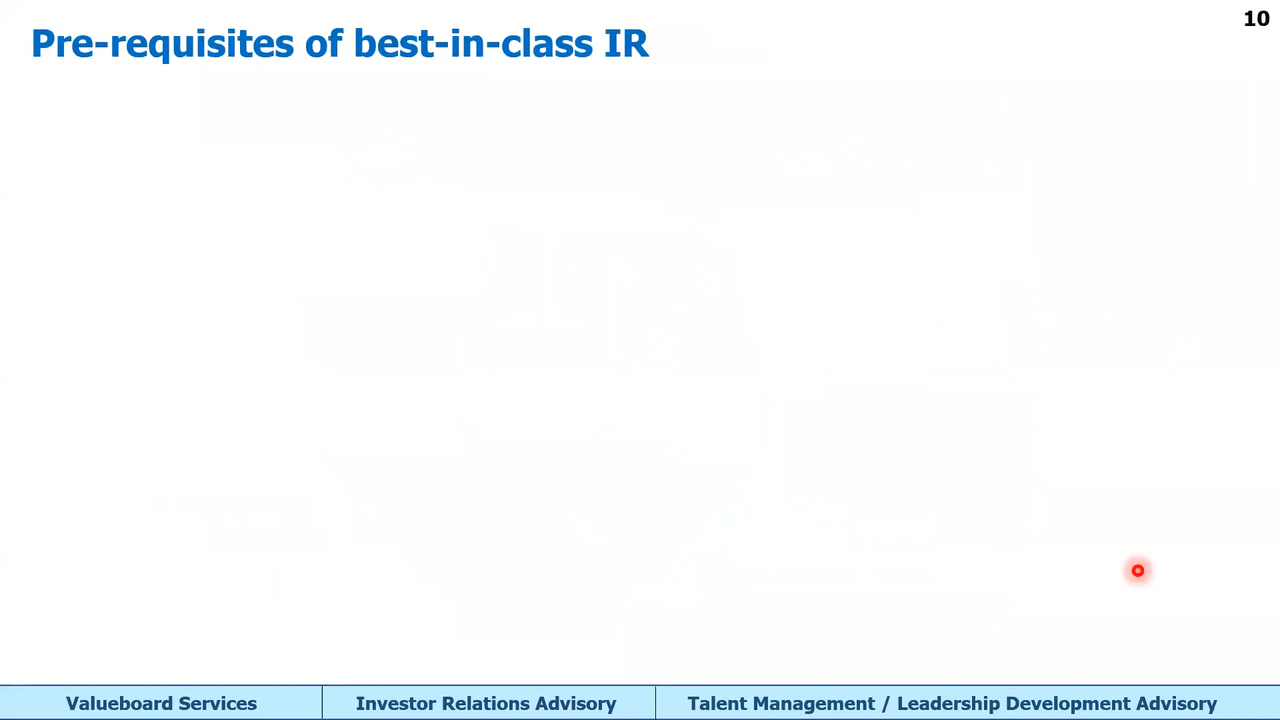 10
Pre-requisites of best-in-class IR
Valueboard Services
Investor Relations Advisory
Talent Management / Leadership Development Advisory